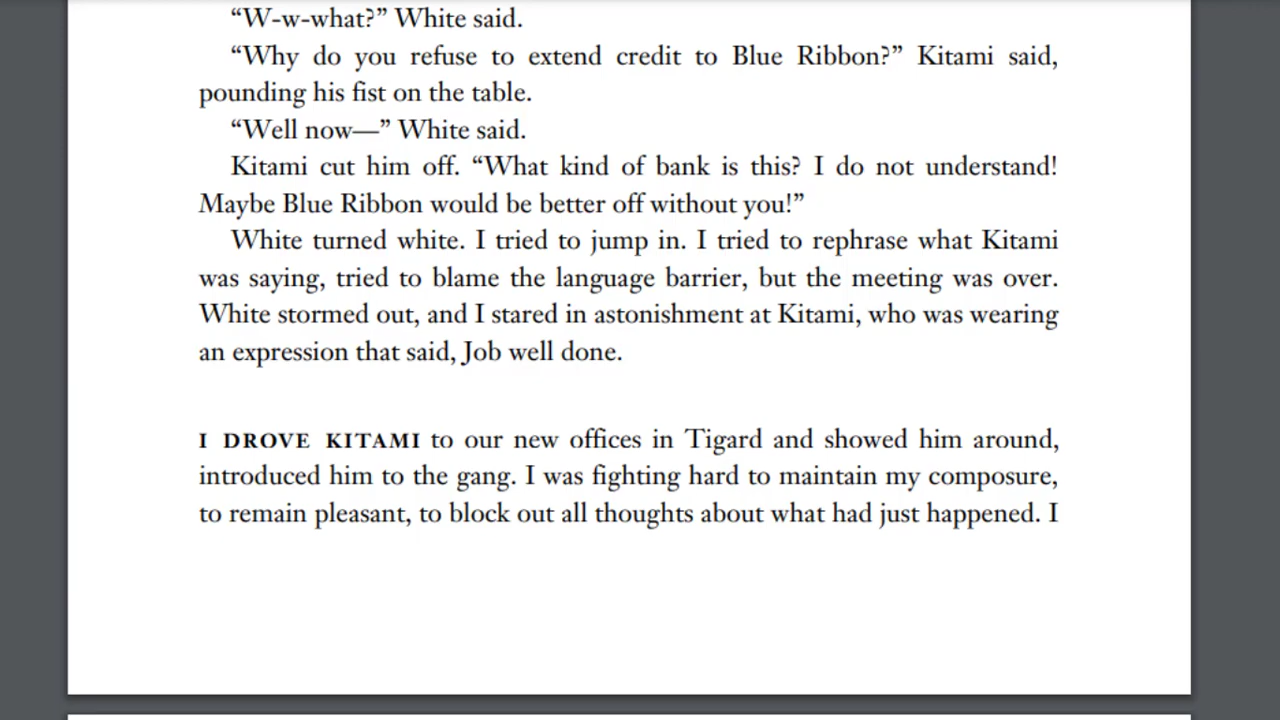 “W-w-what?” White said.
“Why do you refuse to extend credit to Blue Ribbon?” Kitami said,
pounding his fist on the table.
“Well now—” White said.
Kitami cut him off. “What kind of bank is this? I do not understand!
Maybe Blue Ribbon would be better off without you!”
White turned white. I tried to jump in. I tried to rephrase what Kitami
was saying, tried to blame the language barrier, but the meeting was over.
White stormed out, and I stared in astonishment at Kitami, who was wearing
an expression that said, Job well done.
I DROVE KITAMI to our new offices in Tigard and showed him around,
introduced him to the gang. I was fighting hard to maintain my composure,
to remain pleasant, to block out all thoughts about what had just happened. I